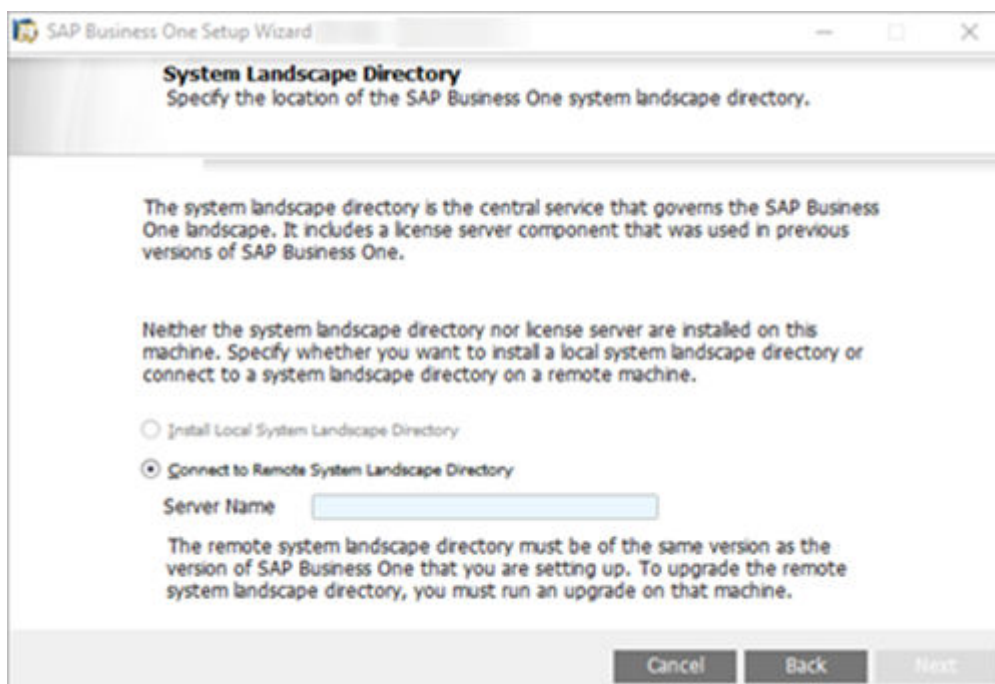 SAP Business One Setup Wizard
System Landscape Directory
Specify the location of the SAP Business One system landscape directory.
The system landscape directory is the central service that governs the SAP Business
One landscape. It includes a license server component that was used in previous
versions of SAP Business One.
Neither the system landscape directory nor license server are installed on this
machine. Specify whether you want to install a local system landscape directory or
connect to a system landscape directory on a remote machine.
Install Local System Landscape Directory
Connect to Remote System Landscape Directory
Server Name
The remote system landscape directory must be of the same version as the
version of SAP Business One that you are setting up. To upgrade the remote
system landscape directory, you must run an upgrade on that machine.
Cancel Back Next